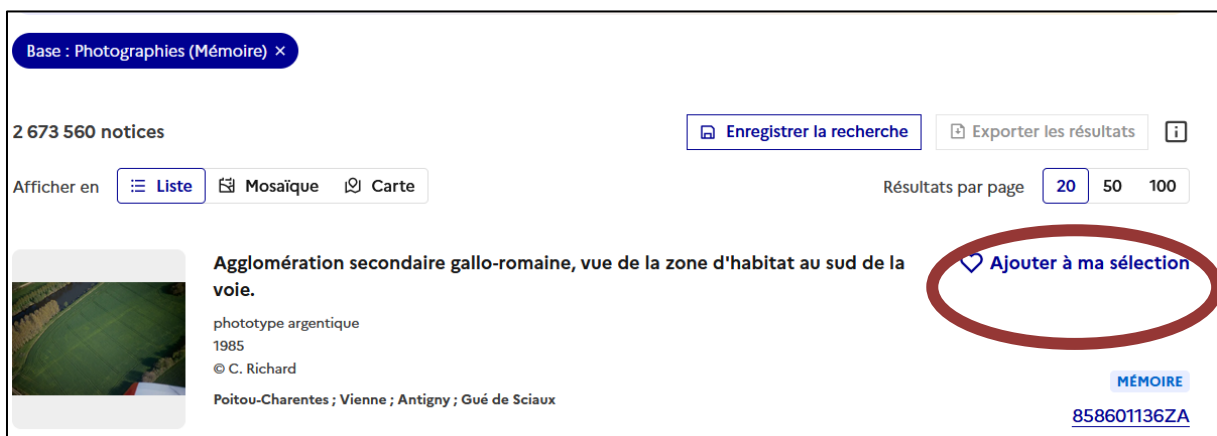 Base : Photographies (Mémoire) ×
2 673 560 notices
Enregistrer la recherche
Exporter les résultats
Afficher en
Liste
Mosaïque
Carte
Résultats par page
20
50
100
Agglomération secondaire gallo-romaine, vue de la zone d'habitat au sud de la
voie.
Ajouter à ma sélection
phototype argentique
1985
© C. Richard
Poitou-Charentes ; Vienne ; Antigny ; Gué de Sciaux
MÉMOIRE
858601136ZA